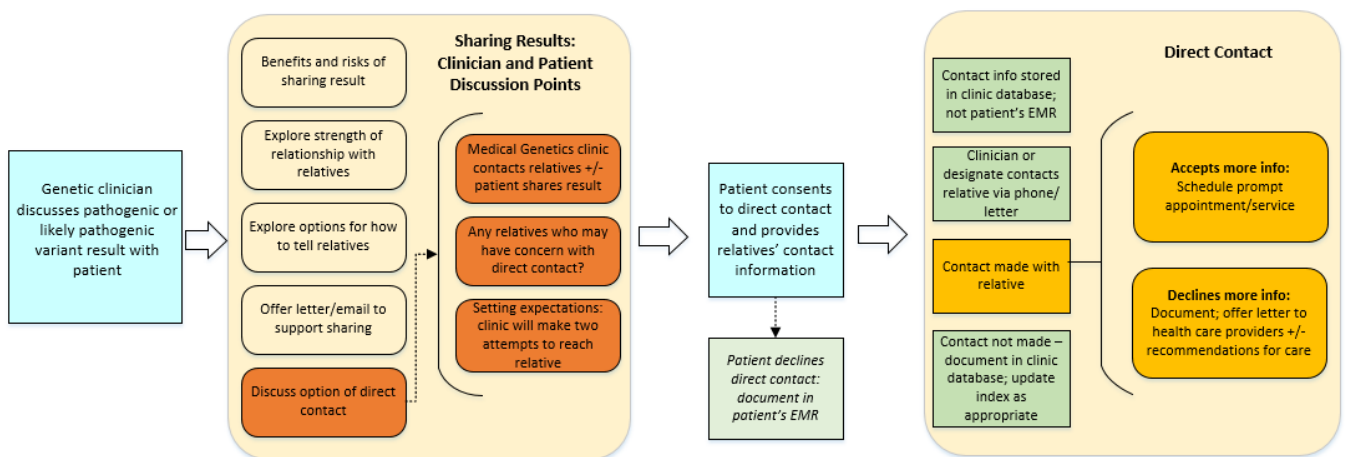 Genetic clinician
discusses pathogenic or
likely pathogenic
variant result with
patient
Sharing Results:
Clinician and Patient
Discussion Points
Benefits and risks of
sharing result
Explore strength of
relationship with
relatives
Explore options for how
to tell relatives
Offer letter/email to
support sharing
Discuss option of direct
contact
Medical Genetics clinic
contacts relatives +/-
patient shares result
Any relatives who may
have concern with
direct contact?
Setting expectations:
clinic will make two
attempts to reach
relative
Patient consents
to direct contact
and provides
relatives’ contact
information
Patient declines
direct contact:
document in
patient’s EMR
Direct Contact
Contact info stored
in clinic database;
not patient’s EMR
Clinician or
designate contacts
relative via phone/
letter
Contact made with
relative
Contact not made –
document in clinic
database; update
index as
appropriate
Accepts more info:
Schedule prompt
appointment/service
Declines more info:
Document; offer letter to
health care providers +/-
recommendations for care